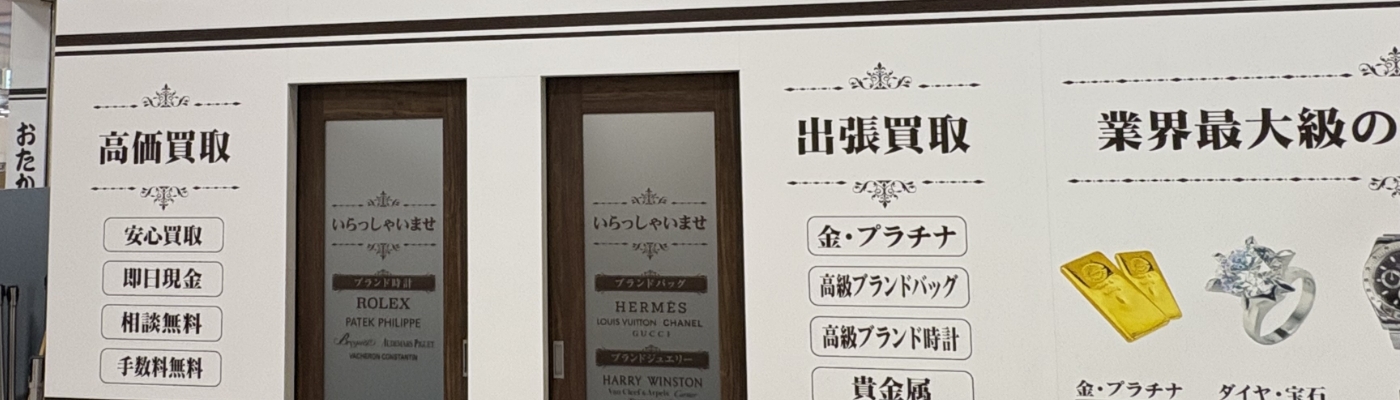 おたか
高価買取
安心買取
即日現金
相談無料
手数料無料
いらっしゃいませ
ブランド時計
ROLEX
PATEK PHILIPPE
Breguet AUDEMARS PIGUET
VACHERON CONSTANTIN
いらっしゃいませ
ブランドバッグ
HERMÈS
LOUIS VUITTON CHANEL
GUCCI
ブランドジュエリー
HARRY WINSTON
Van Cleef & Arpels Cartier
出張買取
金・プラチナ
高級ブランドバッグ
高級ブランド時計
貴金属
業界最大級の
金・プラチナ
ダイヤ・宝石